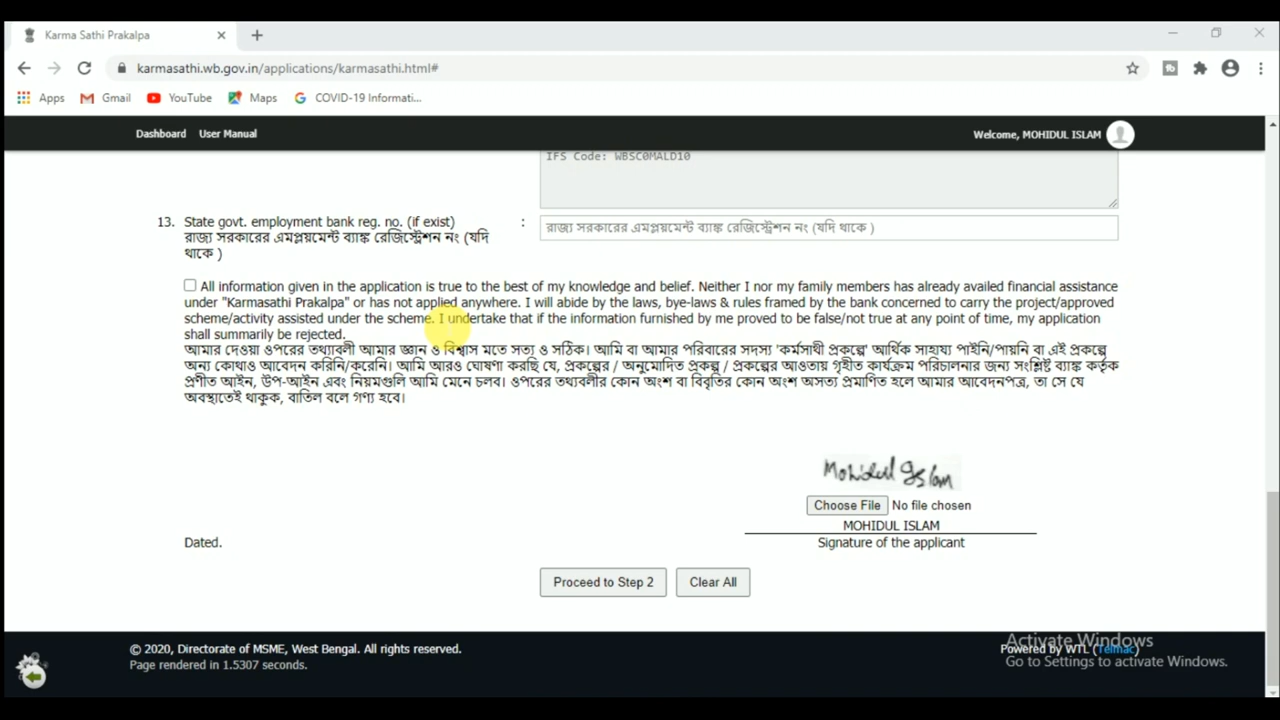 Karma Sathi Prakalpa
karmasathi.wb.gov.in/applications/karmasathi.html#
Apps Gmail YouTube Maps COVID-19 Informati...
Dashboard User Manual Welcome, MOHIDUL ISLAM
IFS Code: WBSC0MALD10
13. State govt. employment bank reg. no. (if exist) :
রাজ্য সরকারের এমপ্লয়মেন্ট ব্যাঙ্ক রেজিস্ট্রেশন নং (যদি
থাকে )
রাজ্য সরকারের এমপ্লয়মেন্ট ব্যাঙ্ক রেজিস্ট্রেশন নং (যদি থাকে )
All information given in the application is true to the best of my knowledge and belief. Neither I nor my family members has already availed financial assistance
under "Karmasathi Prakalpa" or has not applied anywhere. I will abide by the laws, bye-laws & rules framed by the bank concerned to carry the project/approved
scheme/activity assisted under the scheme. I undertake that if the information furnished by me proved to be false/not true at any point of time, my application
shall summarily be rejected.
আমার দেওয়া ওপরের তথ্যাবলী আমার জ্ঞান ও বিশ্বাস মতে সত্য ও সঠিক। আমি বা আমার পরিবারের সদস্য 'কর্মসাথী প্রকল্পে' আর্থিক সাহায্য পাইনি/পায়নি বা এই প্রকল্পে
অন্য কোথাও আবেদন করিনি/করেনি। আমি আরও ঘোষণা করছি যে, প্রকল্পের / অনুমোদিত প্রকল্প / প্রকল্পের আওতায় গৃহীত কার্যক্রম পরিচালনার জন্য সংশ্লিষ্ট ব্যাঙ্ক কর্তৃক
প্রণীত আইন, উপ-আইন এবং নিয়মগুলি আমি মেনে চলব। ওপরের তথ্যবলীর কোন অংশ বা বিবৃতির কোন অংশ অসত্য প্রমাণিত হলে আমার আবেদনপত্র, তা সে যে
অবস্থাতেই থাকুক, বাতিল বলে গণ্য হবে।
Mohidul Islam
Choose File No file chosen
MOHIDUL ISLAM
Dated. Signature of the applicant
Proceed to Step 2 Clear All
© 2020, Directorate of MSME, West Bengal. All rights reserved. Powered by WTL (Telmac)
Page rendered in 1.5307 seconds.
Activate Windows
Go to Settings to activate Windows.